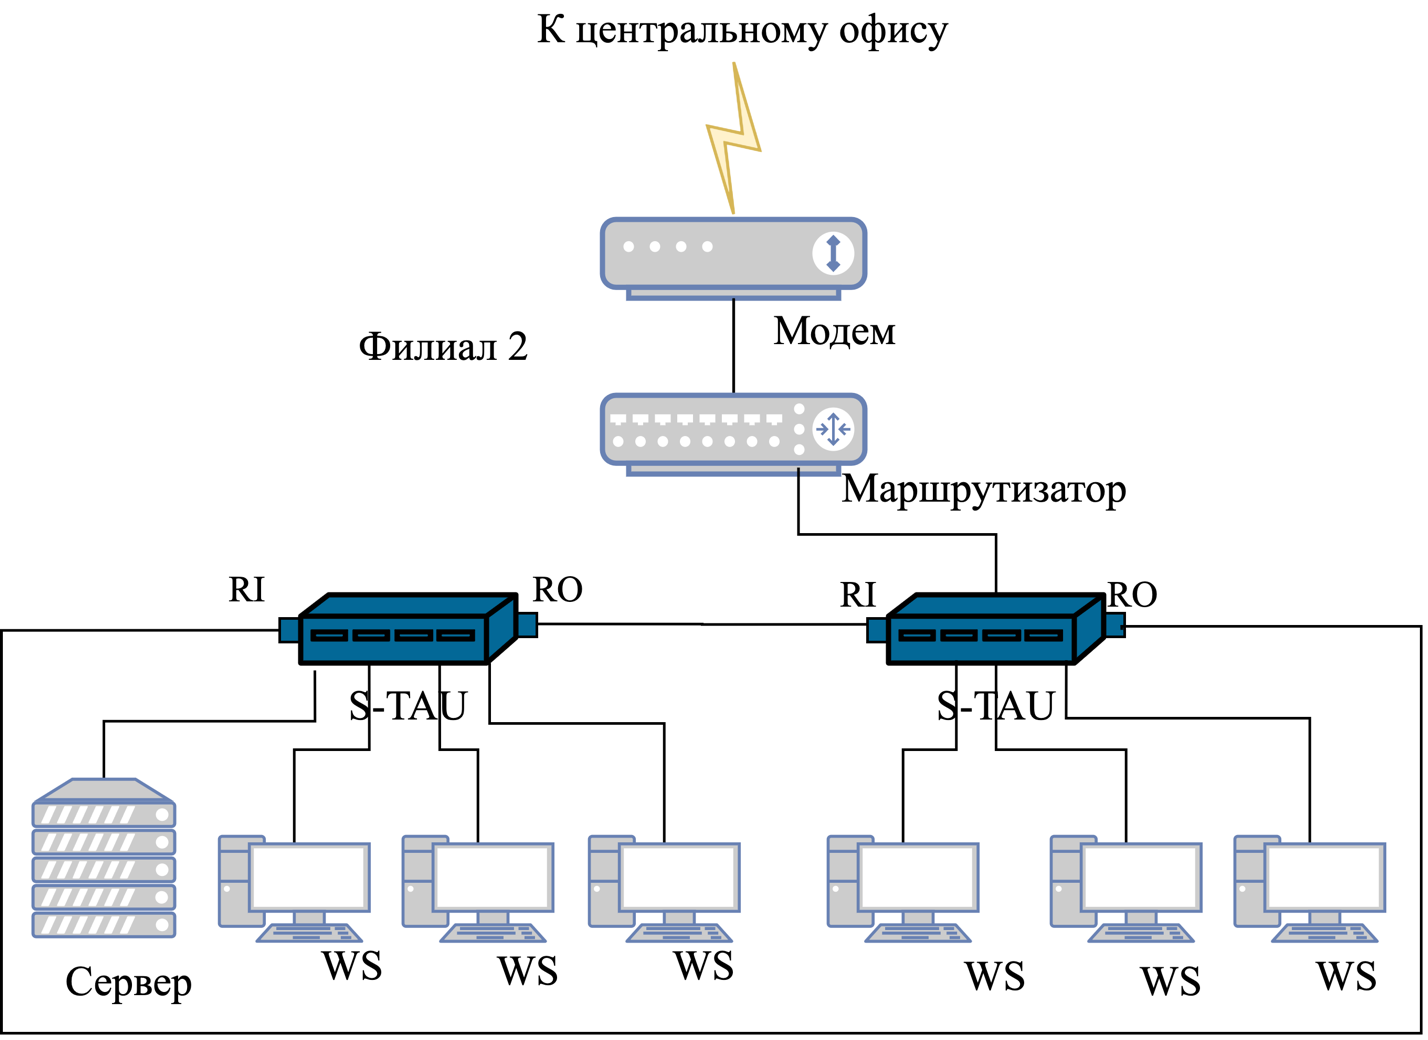 К центральному офису
Модем
Филиал 2
Маршрутизатор
RI
RO
RI
RO
S-TAU
S-TAU
Сервер
WS
WS
WS
WS
WS
WS